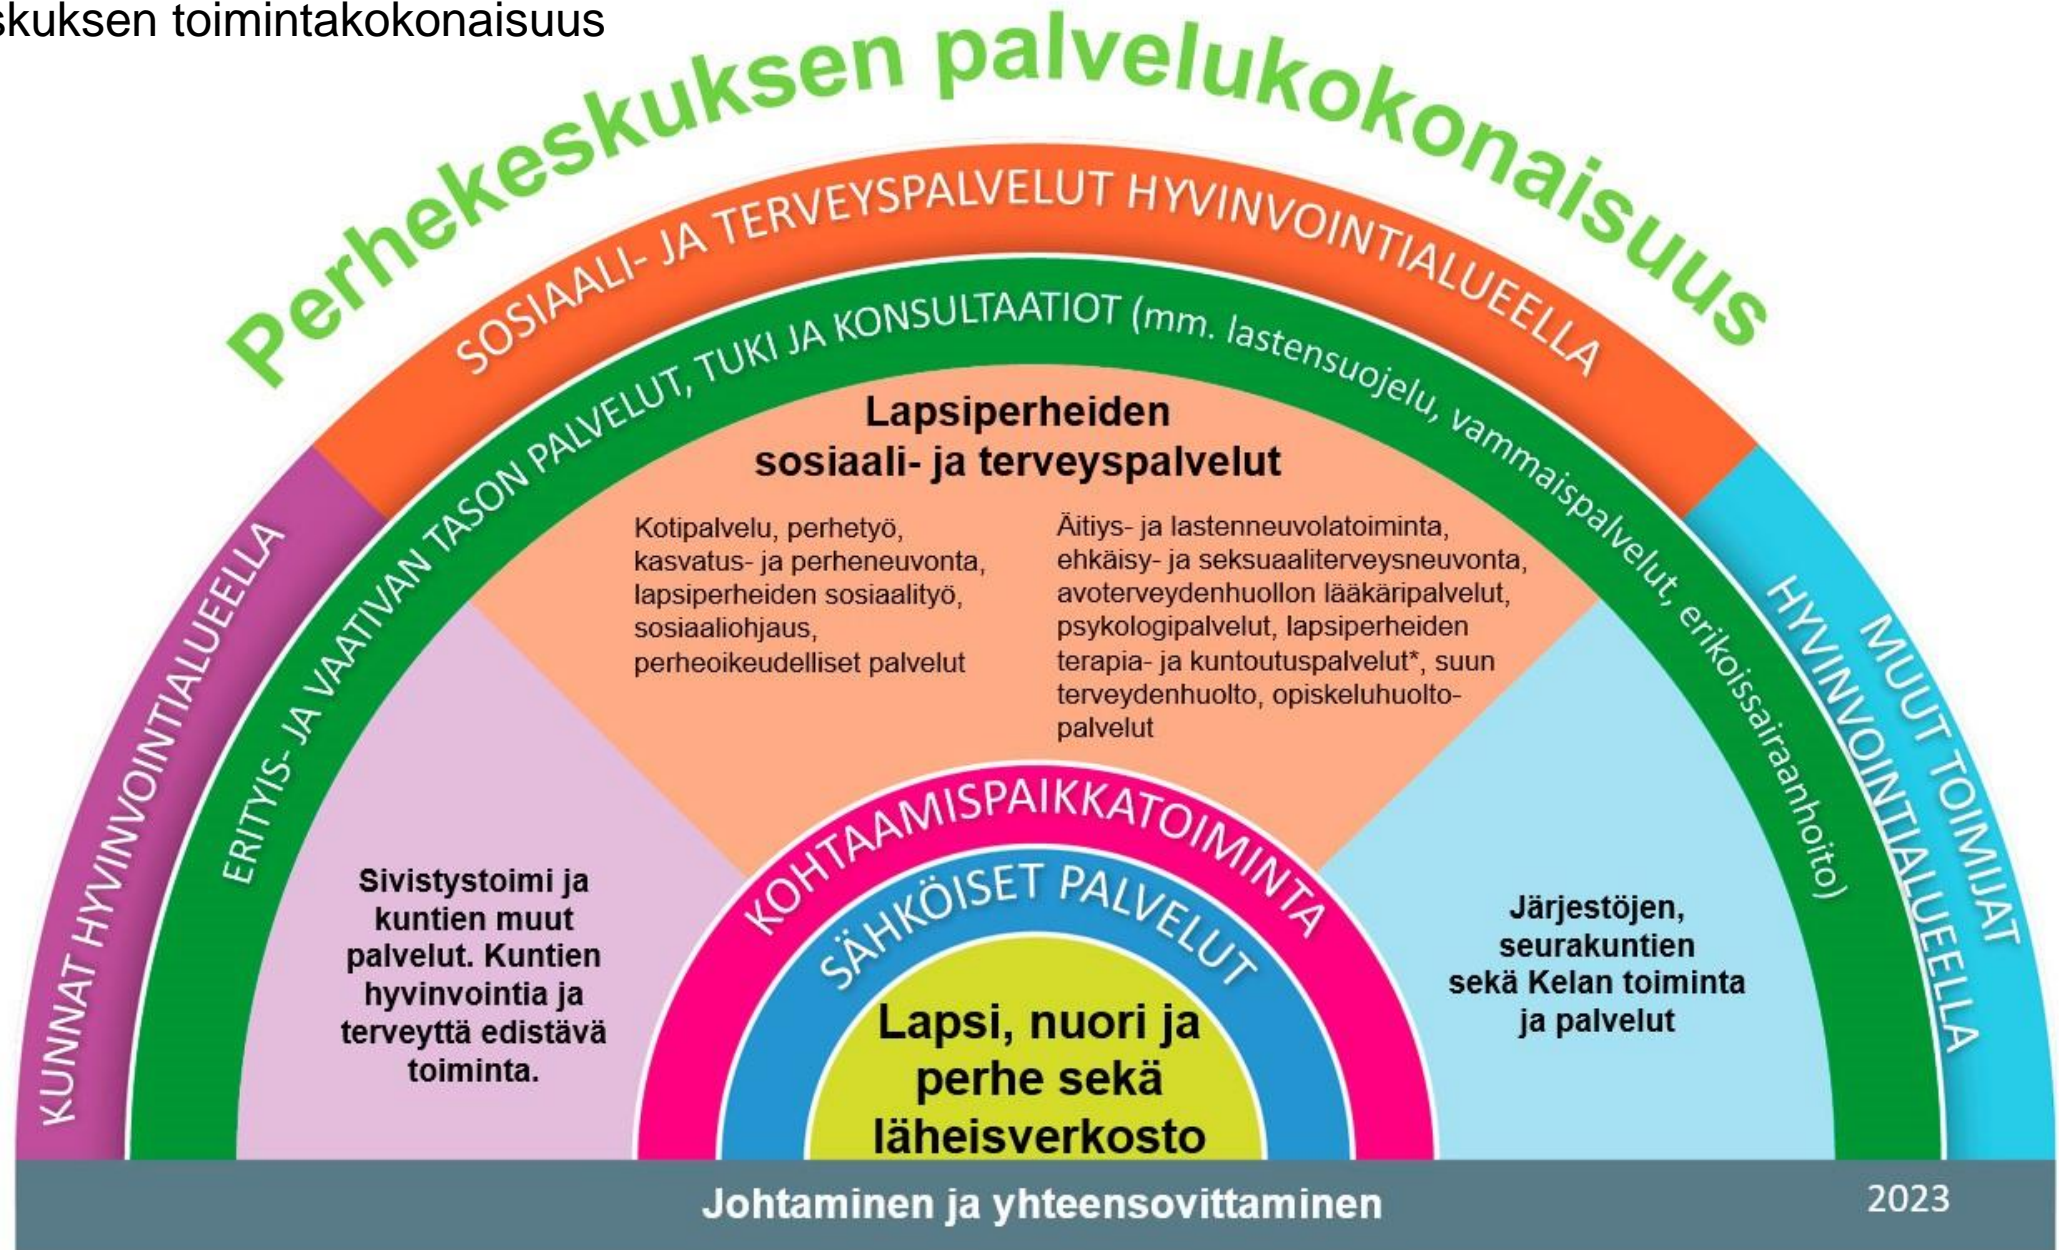 toimintakokonaisuus
Perhekeskuksen palvelukokonaisuus
SOSIAALI- JA TERVEYSPALVELUT HYVINVOINTIALUEELLA
KUNNAT HYVINVOINTIALUEELLA
MUUT TOIMIJAT
HYVINVOINTIALUEELLA
ERITYIS- JA VAATIVAN TASON PALVELUT, TUKI JA KONSULTAATIOT (mm. lastensuojelu, vammaispalvelut, erikoissairaanhoito)
Lapsiperheiden
sosiaali- ja terveyspalvelut
Kotipalvelu, perhetyö,
kasvatus- ja perheneuvonta,
lapsiperheiden sosiaalityö,
sosiaaliohjaus,
perheoikeudelliset palvelut
Äitiys- ja lastenneuvolatoiminta,
ehkäisy- ja seksuaaliterveysneuvonta,
avoterveydenhuollon lääkäripalvelut,
psykologipalvelut, lapsiperheiden
terapia- ja kuntoutuspalvelut*, suun
terveydenhuolto, opiskeluhuolto-
palvelut
Sivistystoimi ja
kuntien muut
palvelut. Kuntien
hyvinvointia ja
terveyttä edistävä
toiminta.
Järjestöjen,
seurakuntien
sekä Kelan toiminta
ja palvelut
KOHTAAMISPAIKKATOIMINTA
SÄHKÖISET PALVELUT
Lapsi, nuori ja
perhe sekä
läheisverkosto
Johtaminen ja yhteensovittaminen
2023